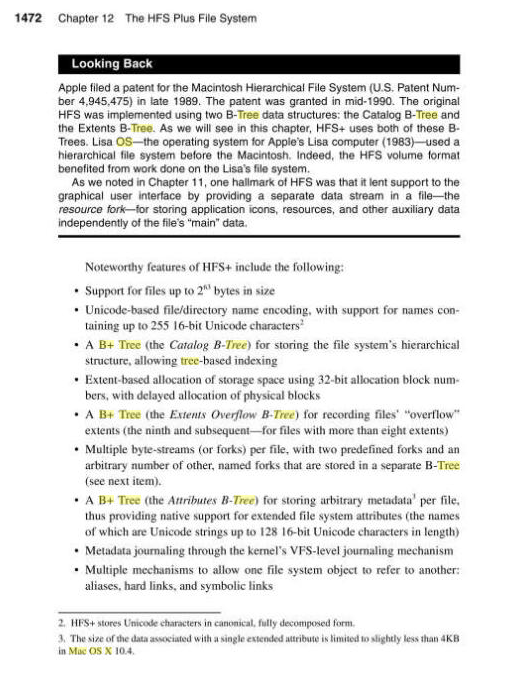 1472 Chapter 12 The HFS Plus File System
Looking Back
Apple filed a patent for the Macintosh Hierarchical File System (U.S. Patent Num-
ber 4,945,475) in late 1989. The patent was granted in mid-1990. The original
HFS was implemented using two B-Tree data structures: the Catalog B-Tree and
the Extents B-Tree. As we will see in this chapter, HFS+ uses both of these B-
Trees. Lisa OS—the operating system for Apple's Lisa computer (1983)—used a
hierarchical file system before the Macintosh. Indeed, the HFS volume format
benefited from work done on the Lisa's file system.
As we noted in Chapter 11, one hallmark of HFS was that it lent support to the
graphical user interface by providing a separate data stream in a file—the
resource fork—for storing application icons, resources, and other auxiliary data
independently of the file's "main" data.
Noteworthy features of HFS+ include the following:
• Support for files up to 2⁶³ bytes in size
• Unicode-based file/directory name encoding, with support for names con-
taining up to 255 16-bit Unicode characters²
• A B+ Tree (the Catalog B-Tree) for storing the file system's hierarchical
structure, allowing tree-based indexing
• Extent-based allocation of storage space using 32-bit allocation block num-
bers, with delayed allocation of physical blocks
• A B+ Tree (the Extents Overflow B-Tree) for recording files' "overflow"
extents (the ninth and subsequent—for files with more than eight extents)
• Multiple byte-streams (or forks) per file, with two predefined forks and an
arbitrary number of other, named forks that are stored in a separate B-Tree
(see next item).
• A B+ Tree (the Attributes B-Tree) for storing arbitrary metadata³ per file,
thus providing native support for extended file system attributes (the names
of which are Unicode strings up to 128 16-bit Unicode characters in length)
• Metadata journaling through the kernel's VFS-level journaling mechanism
• Multiple mechanisms to allow one file system object to refer to another:
aliases, hard links, and symbolic links
2. HFS+ stores Unicode characters in canonical, fully decomposed form.
3. The size of the data associated with a single extended attribute is limited to slightly less than 4KB
in Mac OS X 10.4.